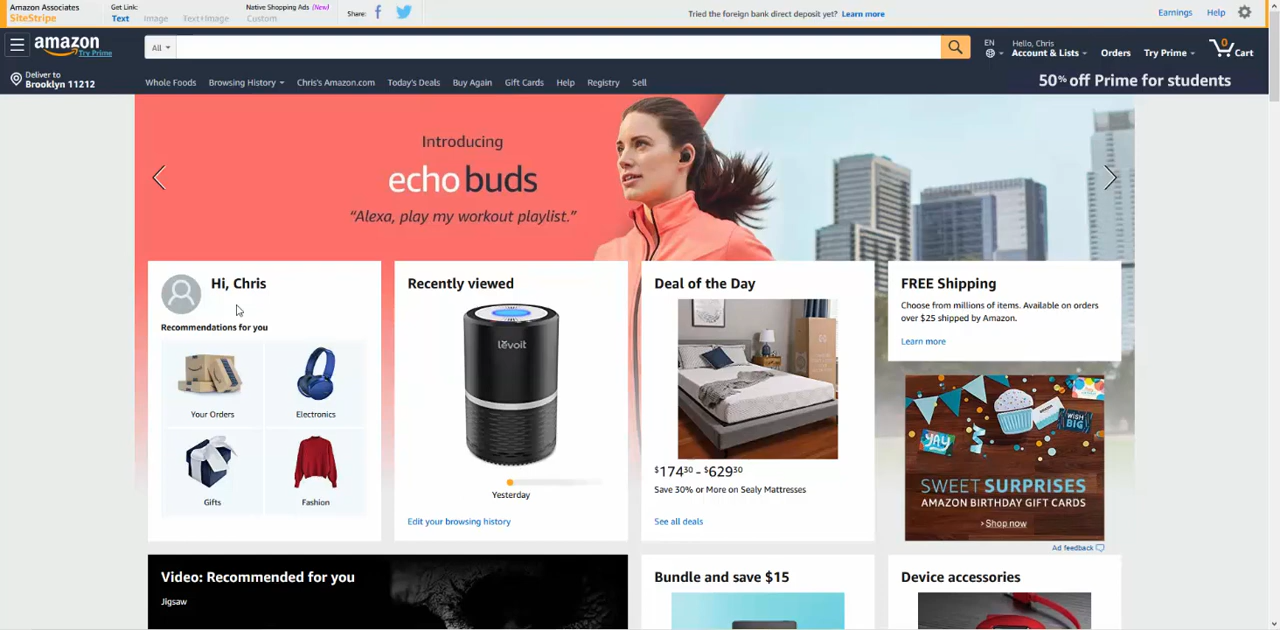 Amazon Associates
SiteStripe
Get Link:
Text Image Text+Image
Native Shopping Ads (New)
Custom
Share:
Tried the foreign bank direct deposit yet? Learn more
Earnings Help
amazon
Try Prime
All
EN
Hello, Chris
Account & Lists
Orders
Try Prime
0
Cart
Deliver to
Brooklyn 11212
Whole Foods Browsing History Chris's Amazon.com Today's Deals Buy Again Gift Cards Help Registry Sell
50% off Prime for students
Introducing
echo buds
“Alexa, play my workout playlist.”
Hi, Chris
Recommendations for you
Your Orders
Electronics
Gifts
Fashion
Recently viewed
levoit
Yesterday
Edit your browsing history
Deal of the Day
$174³⁰ - $629³⁰
Save 30% or More on Sealy Mattresses
See all deals
FREE Shipping
Choose from millions of items. Available on orders
over $25 shipped by Amazon.
Learn more
YAY
WISH
BIG
SWEET SURPRISES
AMAZON BIRTHDAY GIFT CARDS
›Shop now
Ad feedback
Video: Recommended for you
Jigsaw
Bundle and save $15
Device accessories